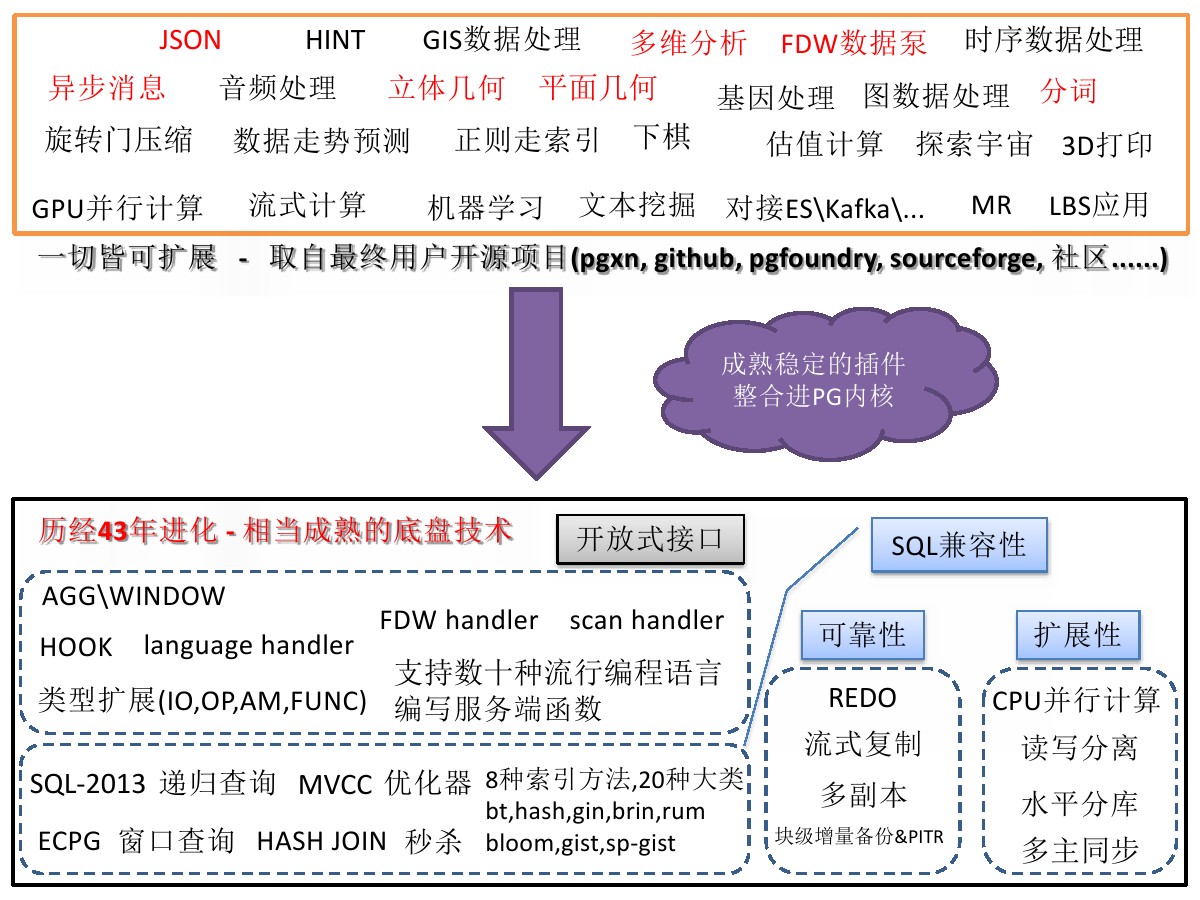 JSON HINT GIS数据处理 多维分析 FDW数据泵 时序数据处理
异步消息 音频处理 立体几何 平面几何 基因处理 图数据处理 分词
旋转门压缩 数据走势预测 正则走索引 下棋 估值计算 探索宇宙 3D打印
GPU并行计算 流式计算 机器学习 文本挖掘 对接ES\Kafka\... MR LBS应用
一切皆可扩展 - 取自最终用户开源项目(pgxn, github, pgfoundry, sourceforge, 社区......)
成熟稳定的插件
整合进PG内核
历经43年进化 - 相当成熟的底盘技术
开放式接口
AGG\WINDOW
FDW handler scan handler
HOOK language handler
支持数十种流行编程语言
编写服务端函数
类型扩展(IO,OP,AM,FUNC)
SQL兼容性
SQL-2013 递归查询 MVCC 优化器
ECPG 窗口查询 HASH JOIN 秒杀
8种索引方法,20种大类
bt,hash,gin,brin,rum
bloom,gist,sp-gist
可靠性
REDO
流式复制
多副本
块级增量备份&PITR
扩展性
CPU并行计算
读写分离
水平分库
多主同步